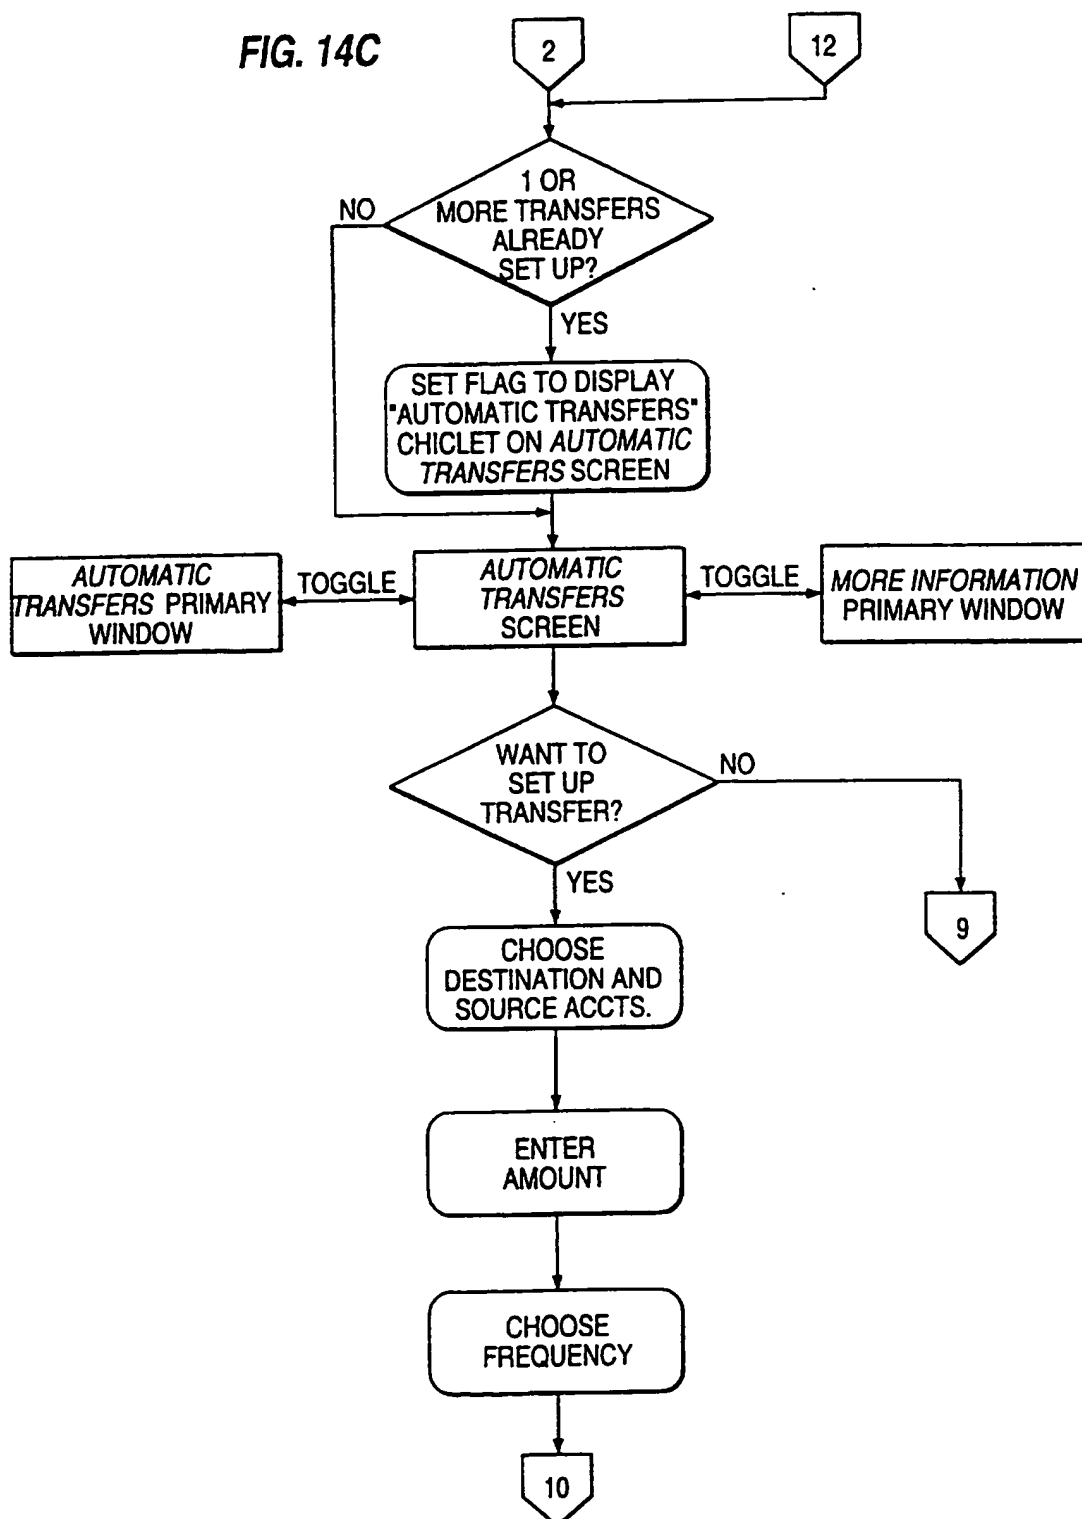 FIG. 14C
2
12
1 OR
MORE TRANSFERS
ALREADY
SET UP?
NO
YES
SET FLAG TO DISPLAY
"AUTOMATIC TRANSFERS"
CHICLET ON AUTOMATIC
TRANSFERS SCREEN
AUTOMATIC
TRANSFERS PRIMARY
WINDOW
TOGGLE
AUTOMATIC
TRANSFERS
SCREEN
TOGGLE
MORE INFORMATION
PRIMARY WINDOW
WANT TO
SET UP
TRANSFER?
NO
YES
9
CHOOSE
DESTINATION AND
SOURCE ACCTS.
ENTER
AMOUNT
CHOOSE
FREQUENCY
10